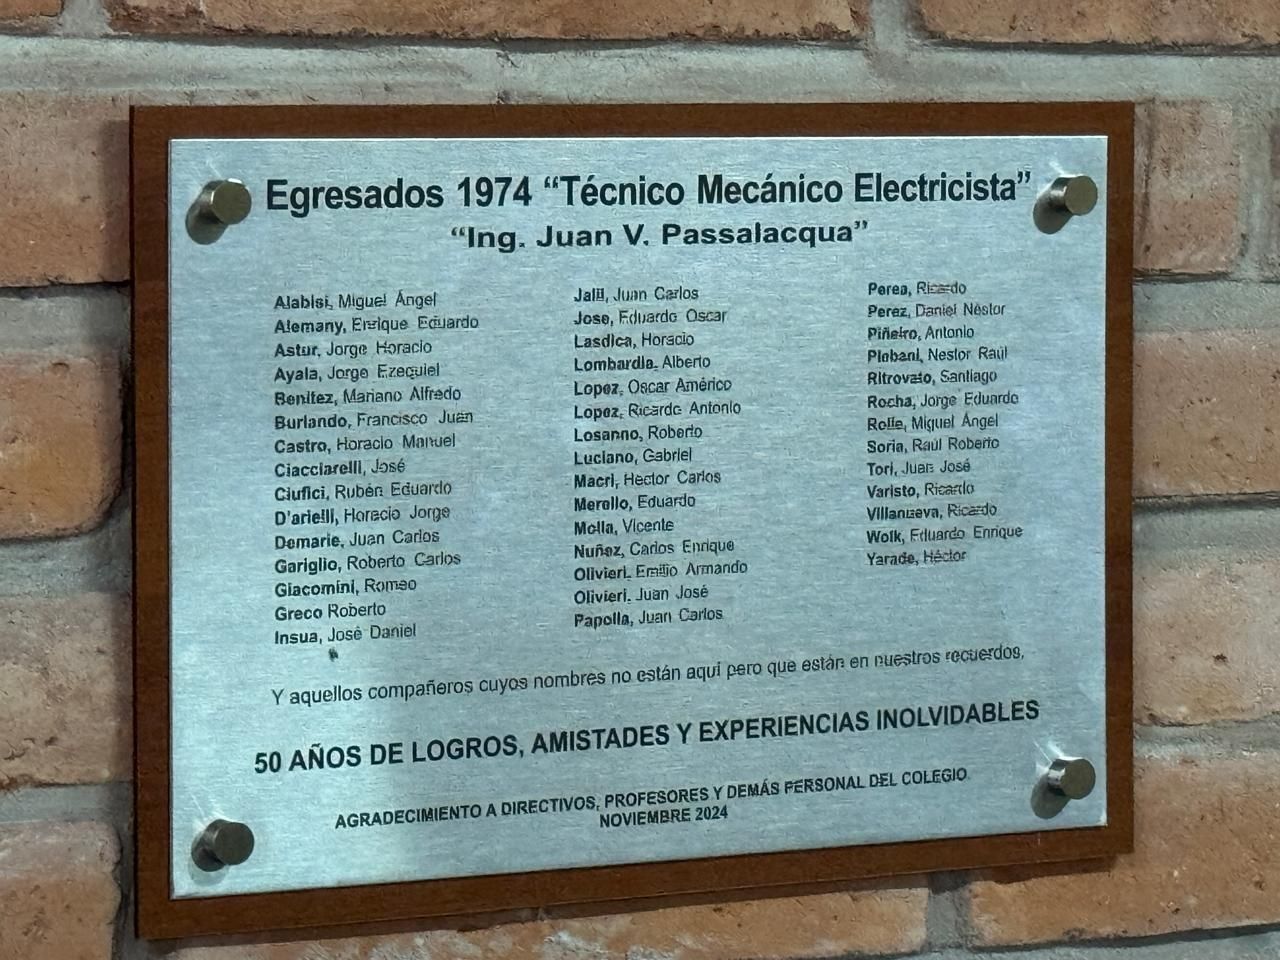 Egresados 1974 “Técnico Mecánico Electricista”
“Ing. Juan V. Passalacqua”
Alabisi, Miguel Ángel
Alemany, Enrique Eduardo
Astur, Jorge Horacio
Ayala, Jorge Ezequiel
Benitez, Mariano Alfredo
Burlando, Francisco Juan
Castro, Horacio Manuel
Ciacciarelli, José
Ciufici, Rubén Eduardo
D'arielli, Horacio Jorge
Demarie, Juan Carlos
Gariglio, Roberto Carlos
Giacomini, Romeo
Greco Roberto
Insua, José Daniel
Jalil, Juan Carlos
Jose, Eduardo Oscar
Lasdica, Horacio
Lombardia, Alberto
Lopez, Oscar Américo
Lopez, Ricardo Antonio
Losanno, Roberto
Luciano, Gabriel
Macri, Hector Carlos
Merollo, Eduardo
Molla, Vicente
Nuñez, Carlos Enrique
Olivieri, Emilio Armando
Olivieri, Juan José
Papolla, Juan Carlos
Perea, Ricardo
Perez, Daniel Néstor
Piñeiro, Antonio
Piobani, Nestor Raúl
Ritrovato, Santiago
Rocha, Jorge Eduardo
Rolle, Miguel Ángel
Soria, Raúl Roberto
Tori, Juan José
Varisto, Ricardo
Villanueva, Ricardo
Wolk, Eduardo Enrique
Yarade, Héctor
Y aquellos compañeros cuyos nombres no están aquí pero que están en nuestros recuerdos.
50 AÑOS DE LOGROS, AMISTADES Y EXPERIENCIAS INOLVIDABLES
AGRADECIMIENTO A DIRECTIVOS, PROFESORES Y DEMÁS PERSONAL DEL COLEGIO.
NOVIEMBRE 2024